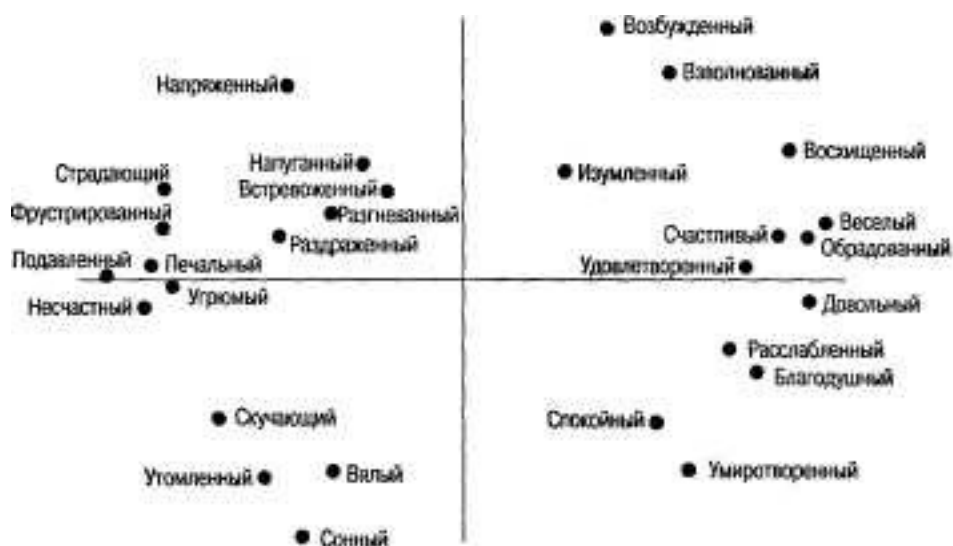 Возбужденный
Взволнованный
Напряженный
Восхищенный
Напуганный
Страдающий
Изумленный
Встревоженный
Фрустрированный
Разгневанный
Веселый
Счастливый
Раздраженный
Обрадованный
Подавленный
Печальный
Удовлетворенный
Угрюмый
Несчастный
Довольный
Расслабленный
Благодушный
Скучающий
Спокойный
Вялый
Утомленный
Умиротворенный
Сонный